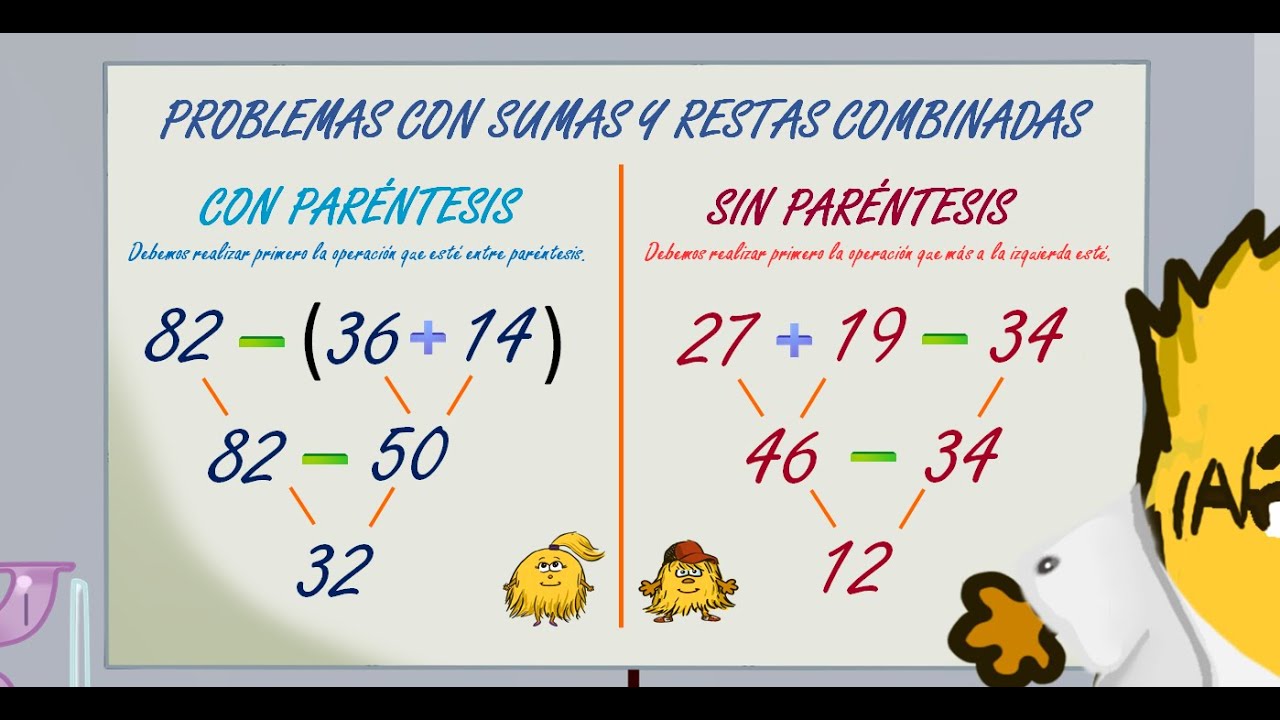 PROBLEMAS CON SUMAS Y RESTAS COMBINADAS
CON PARÉNTESIS
Debemos realizar primero la operación que esté entre paréntesis.
82 - (36 + 14)
82 - 50
32
SIN PARÉNTESIS
Debemos realizar primero la operación que más a la izquierda esté.
27 + 19 - 34
46 - 34
12